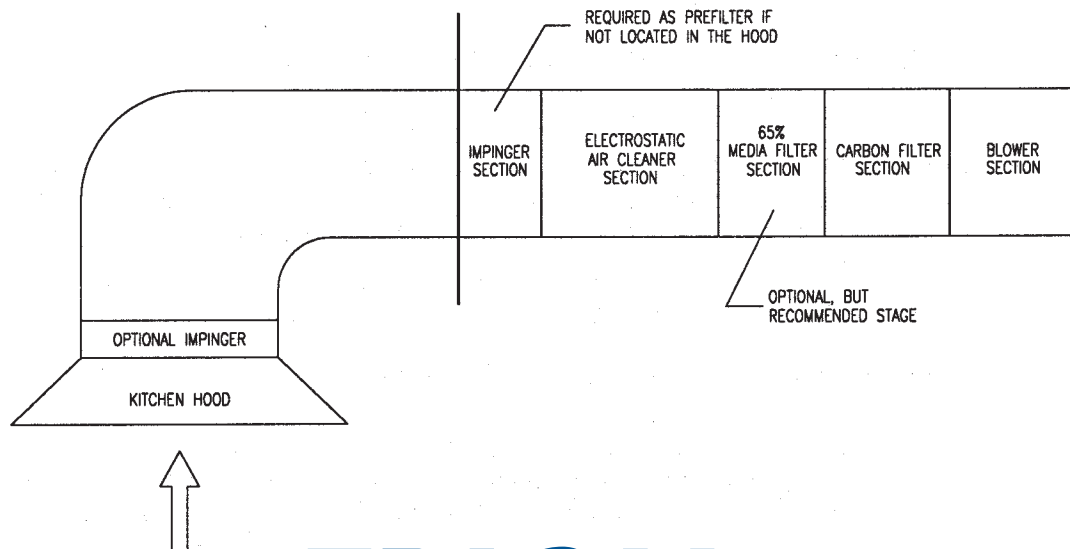 REQUIRED AS PREFILTER IF
NOT LOCATED IN THE HOOD
IMPINGER
SECTION
ELECTROSTATIC
AIR CLEANER
SECTION
65%
MEDIA FILTER
SECTION
CARBON FILTER
SECTION
BLOWER
SECTION
OPTIONAL, BUT
RECOMMENDED STAGE
OPTIONAL IMPINGER
KITCHEN HOOD